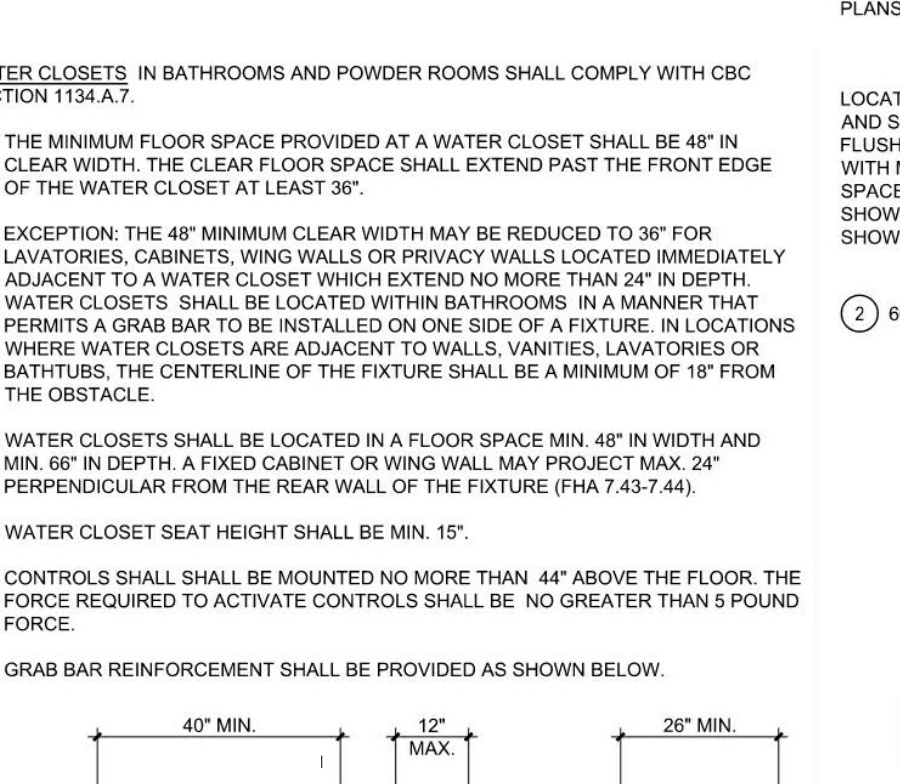 TER CLOSETS IN BATHROOMS AND POWDER ROOMS SHALL COMPLY WITH CBC
CTION 1134.A.7.
THE MINIMUM FLOOR SPACE PROVIDED AT A WATER CLOSET SHALL BE 48" IN
CLEAR WIDTH. THE CLEAR FLOOR SPACE SHALL EXTEND PAST THE FRONT EDGE
OF THE WATER CLOSET AT LEAST 36".
EXCEPTION: THE 48" MINIMUM CLEAR WIDTH MAY BE REDUCED TO 36" FOR
LAVATORIES, CABINETS, WING WALLS OR PRIVACY WALLS LOCATED IMMEDIATELY
ADJACENT TO A WATER CLOSET WHICH EXTEND NO MORE THAN 24" IN DEPTH.
WATER CLOSETS SHALL BE LOCATED WITHIN BATHROOMS IN A MANNER THAT
PERMITS A GRAB BAR TO BE INSTALLED ON ONE SIDE OF A FIXTURE. IN LOCATIONS
WHERE WATER CLOSETS ARE ADJACENT TO WALLS, VANITIES, LAVATORIES OR
BATHTUBS, THE CENTERLINE OF THE FIXTURE SHALL BE A MINIMUM OF 18" FROM
THE OBSTACLE.
WATER CLOSETS SHALL BE LOCATED IN A FLOOR SPACE MIN. 48" IN WIDTH AND
MIN. 66" IN DEPTH. A FIXED CABINET OR WING WALL MAY PROJECT MAX. 24"
PERPENDICULAR FROM THE REAR WALL OF THE FIXTURE (FHA 7.43-7.44).
WATER CLOSET SEAT HEIGHT SHALL BE MIN. 15".
CONTROLS SHALL SHALL BE MOUNTED NO MORE THAN 44" ABOVE THE FLOOR. THE
FORCE REQUIRED TO ACTIVATE CONTROLS SHALL BE NO GREATER THAN 5 POUND
FORCE.
GRAB BAR REINFORCEMENT SHALL BE PROVIDED AS SHOWN BELOW.
40" MIN.
12"
MAX.
26" MIN.
PLANS
LOCAT
AND S
FLUSH
WITH
SPACE
SHOW
SHOW
2 6